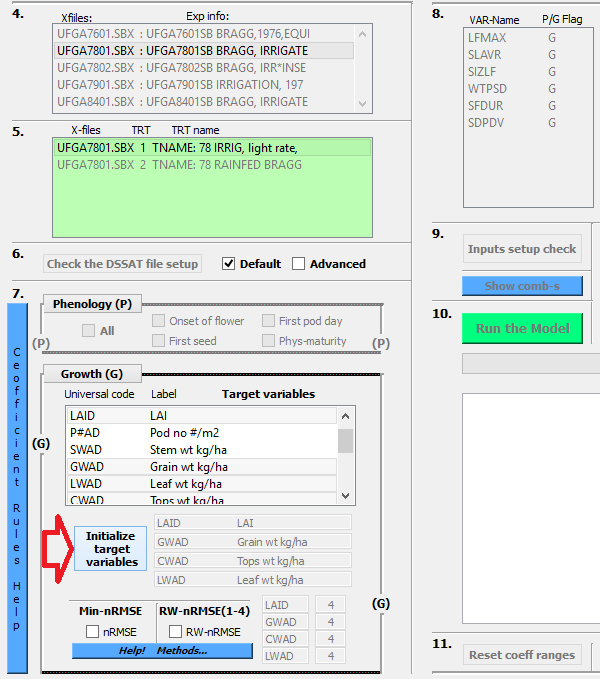 4.
Xfiles: Exp info:
UFGA7601.SBX : UFGA7601SB BRAGG,1976,EQUI
UFGA7801.SBX : UFGA7801SB BRAGG, IRRIGATE
UFGA7802.SBX : UFGA7802SB BRAGG, IRR*INSE
UFGA7901.SBX : UFGA7901SB IRRIGATION, 197
UFGA8401.SBX : UFGA8401SB BRAGG, IRRIGATE
5.
X-files TRT TRT name
UFGA7801.SBX 1 TNAME: 78 IRRIG, light rate,
UFGA7801.SBX 2 TNAME: 78 RAINFED BRAGG
6.
Check the DSSAT file setup Default Advanced
7.
Ceofficient Rules Help
Phenology (P)
(P) All Onset of flower First pod day (P)
First seed Phys-maturity
Growth (G)
Universal code Label Target variables
LAID LAI
P#AD Pod no #/m2
SWAD Stem wt kg/ha
GWAD Grain wt kg/ha
LWAD Leaf wt kg/ha
CWAD Tops wt kg/ha
(G)
Initialize target variables
LAID LAI
GWAD Grain wt kg/ha
CWAD Tops wt kg/ha
LWAD Leaf wt kg/ha
Min-nRMSE RW-nRMSE(1-4)
nRMSE RW-nRMSE
Help! Methods...
LAID 4
GWAD 4
CWAD 4
LWAD 4
(G)
8.
VAR-Name P/G Flag
LFMAX G
SLAVR G
SIZLF G
WTPSD G
SFDUR G
SDPDV G
9.
Inputs setup check
Show comb-s
10.
Run the Model
11.
Reset coeff ranges